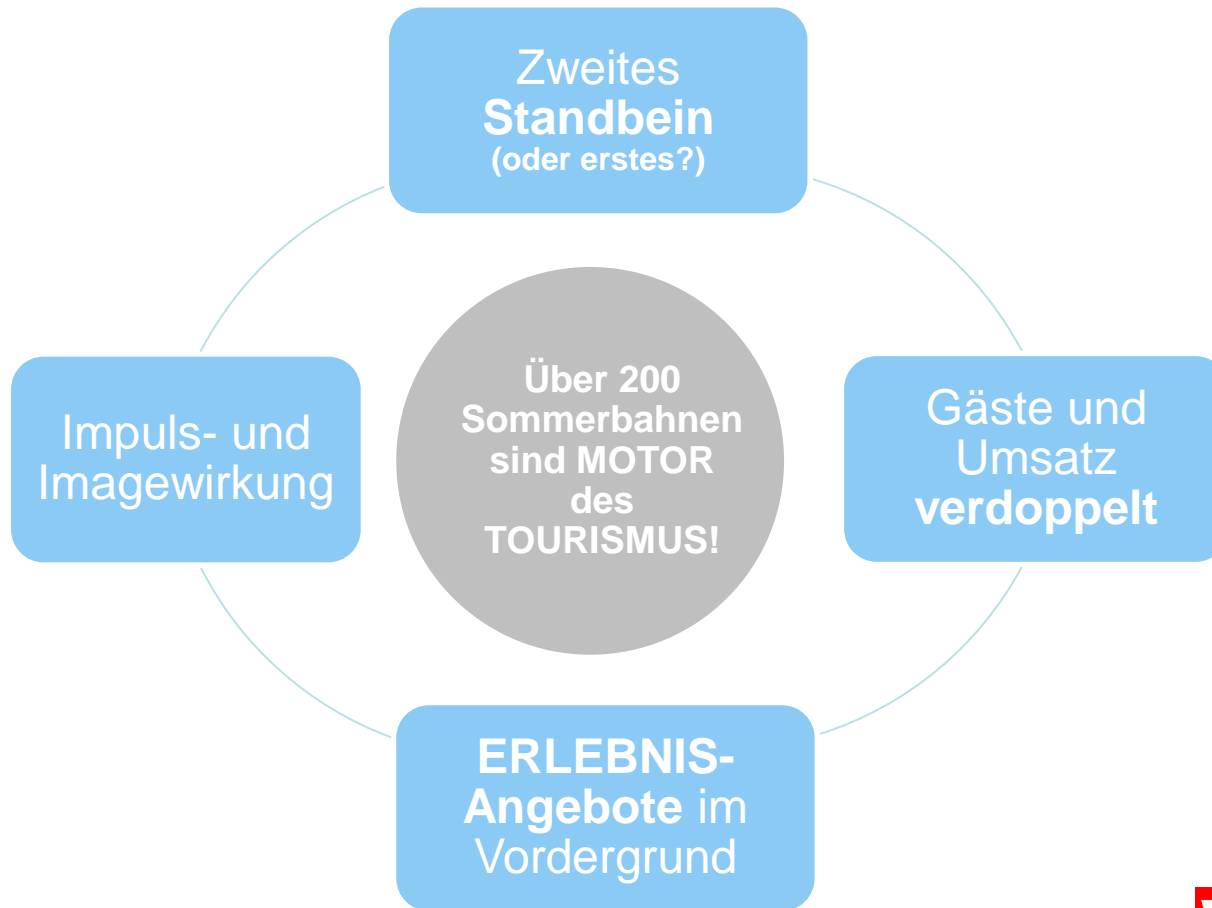 Zweites
Standbein
(oder erstes?)
Über 200
Sommerbahnen
sind MOTOR
des
TOURISMUS!
Impuls- und
Imagewirkung
Gäste und
Umsatz
verdoppelt
ERLEBNIS-
Angebote im
Vordergrund